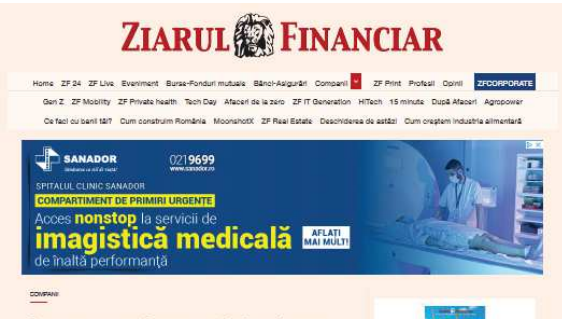 ZIARUL FINANCIAR
Home ZF 24 ZF Live Eveniment Burse-Fonduri mutuale Bănci-Asigurări Companii ZF Print Profesii Opinii ZFCORPORATE
Gen Z ZF Mobility ZF Private health Tech Day Afaceri de la zero ZF IT Generation HiTech 15 minute După Afaceri Agropower
Ce faci cu banii tăi? Cum construim România MoonshotX ZF Real Estate Deschiderea de astăzi Cum creştem industria alimentară
SANADOR
0219699
www.sanador.ro
SPITALUL CLINIC SANADOR
COMPARTIMENT DE PRIMIRI URGENȚE
Acces nonstop la servicii de
imagistică medicală
de înaltă performanță
AFLAȚI
MAI MULT!
COMPANII